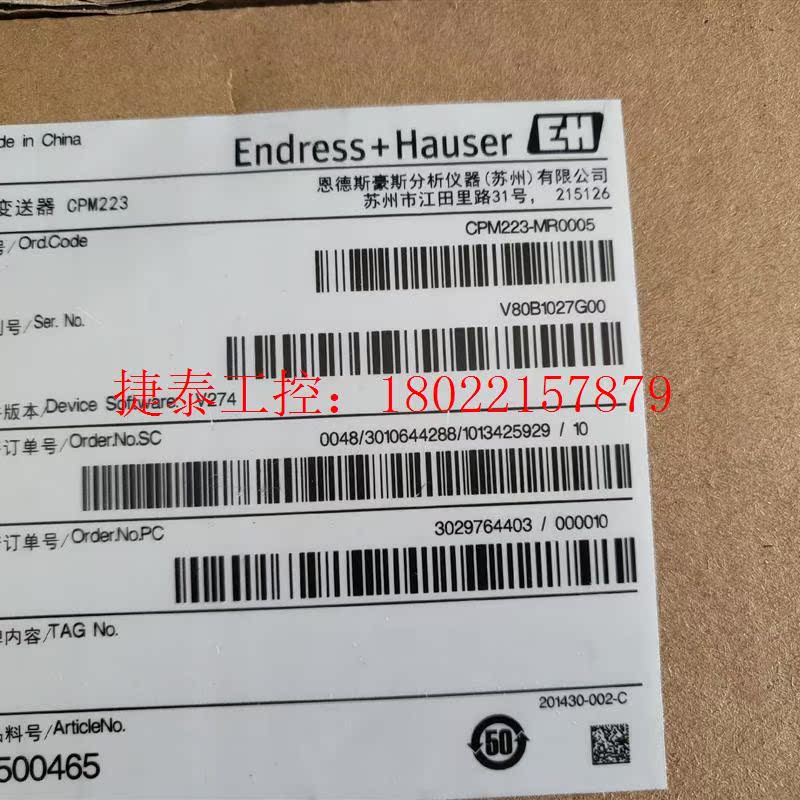 de in China
Endress+Hauser EH
恩德斯豪斯分析仪器(苏州)有限公司
苏州市江田里路31号, 215126
变送器 CPM223
号/Ord.Code
CPM223-MR0005
号/Ser. No.
V80B1027G00
捷泰工控：18022157879
版本/Device Software. V274
订单号/Order.No.SC
0048/3010644288/1013425929 / 10
订单号/Order.No.PC
3029764403 / 000010
内容/TAG No.
201430-002-C
料号/ArticleNo.
500465
50